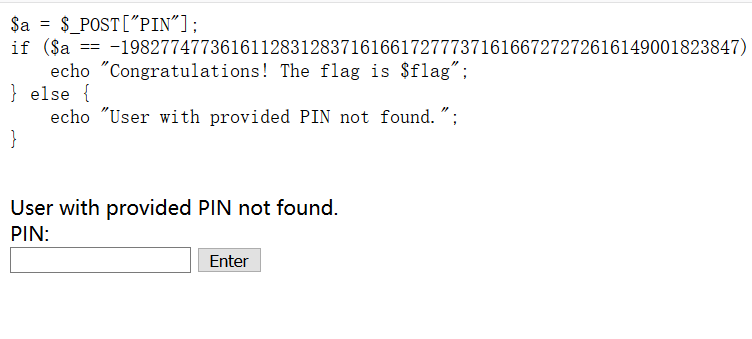 $a = $_POST["PIN"];
if ($a == -19827747736161128312837161661727773716166727272616149001823847)
    echo "Congratulations! The flag is $flag";
} else {
    echo "User with provided PIN not found.";
}
User with provided PIN not found.
PIN:
Enter